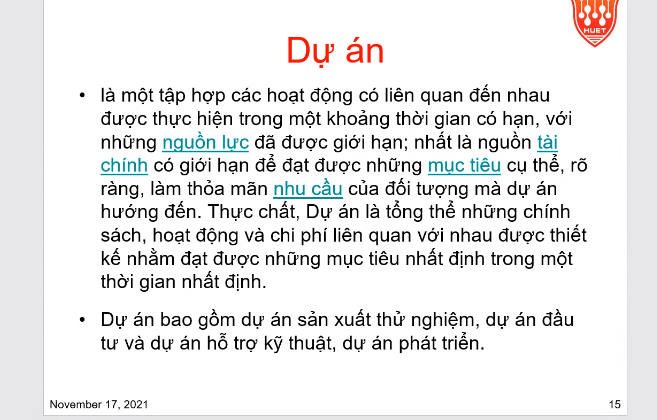 HUET
Dự án
• là một tập hợp các hoạt động có liên quan đến nhau
được thực hiện trong một khoảng thời gian có hạn, với
những nguồn lực đã được giới hạn; nhất là nguồn tài
chính có giới hạn để đạt được những mục tiêu cụ thể, rõ
ràng, làm thỏa mãn nhu cầu của đối tượng mà dự án
hướng đến. Thực chất, Dự án là tổng thể những chính
sách, hoạt động và chi phí liên quan với nhau được thiết
kế nhằm đạt được những mục tiêu nhất định trong một
thời gian nhất định.
• Dự án bao gồm dự án sản xuất thử nghiệm, dự án đầu
tư và dự án hỗ trợ kỹ thuật, dự án phát triển.
November 17, 2021
15